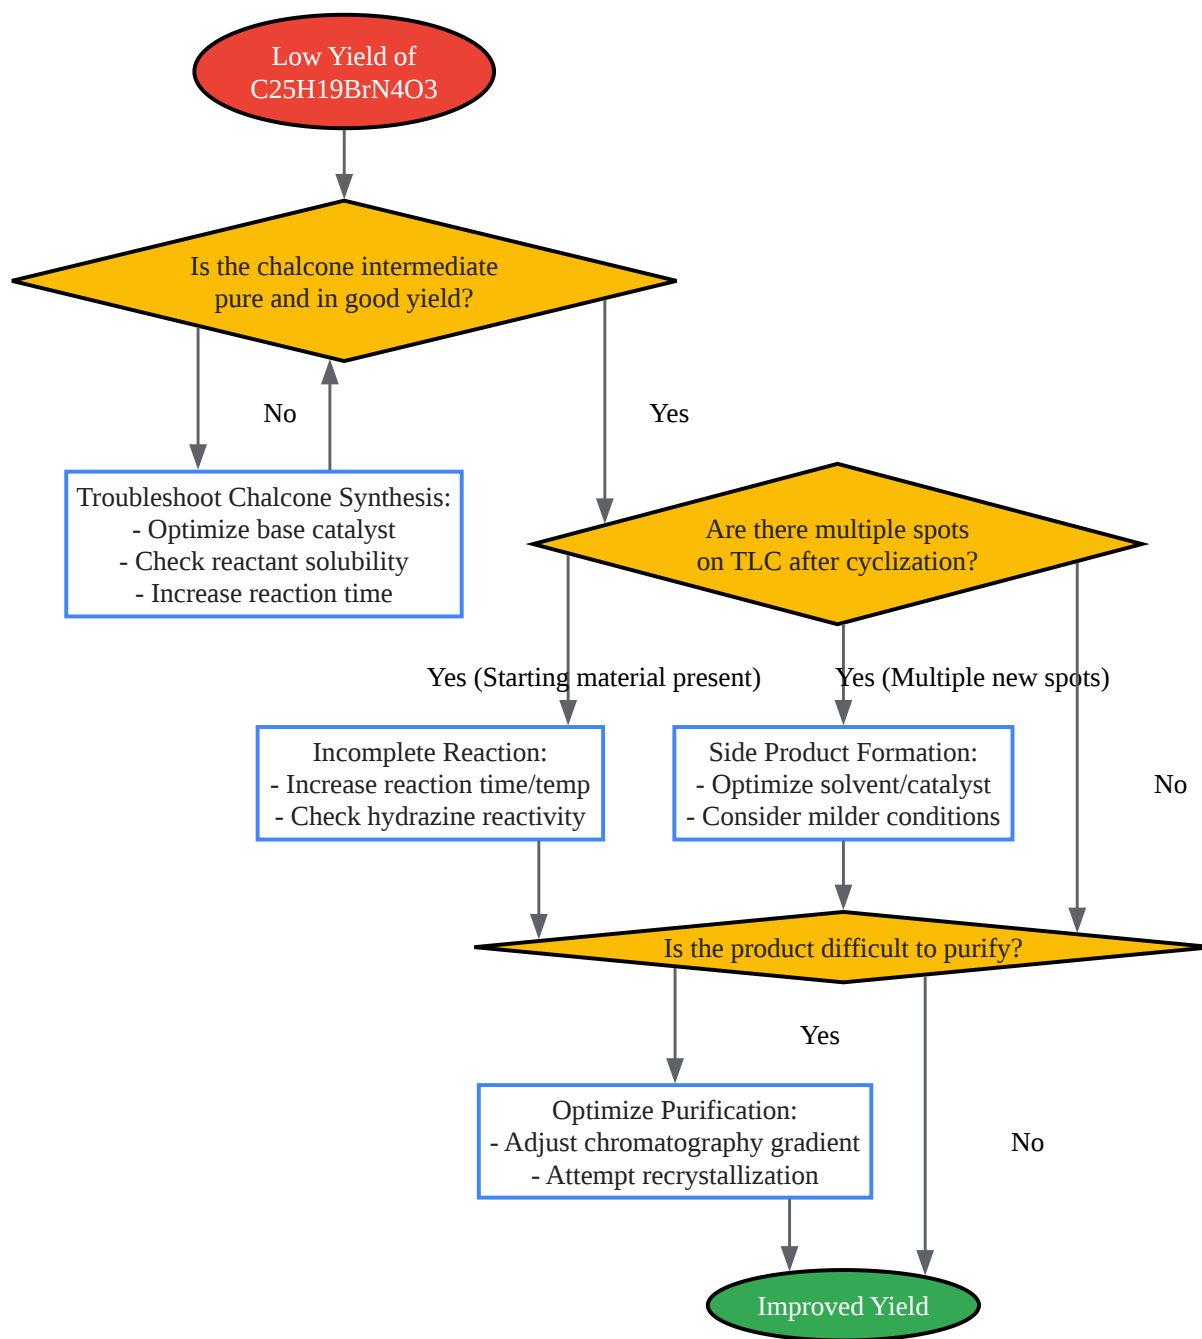 Low Yield of
C25H19BrN4O3
Is the chalcone intermediate
pure and in good yield?
No
Yes
Troubleshoot Chalcone Synthesis:
- Optimize base catalyst
- Check reactant solubility
- Increase reaction time
Are there multiple spots
on TLC after cyclization?
Yes (Starting material present)
Yes (Multiple new spots)
No
Incomplete Reaction:
- Increase reaction time/temp
- Check hydrazine reactivity
Side Product Formation:
- Optimize solvent/catalyst
- Consider milder conditions
Is the product difficult to purify?
Yes
No
Optimize Purification:
- Adjust chromatography gradient
- Attempt recrystallization
Improved Yield